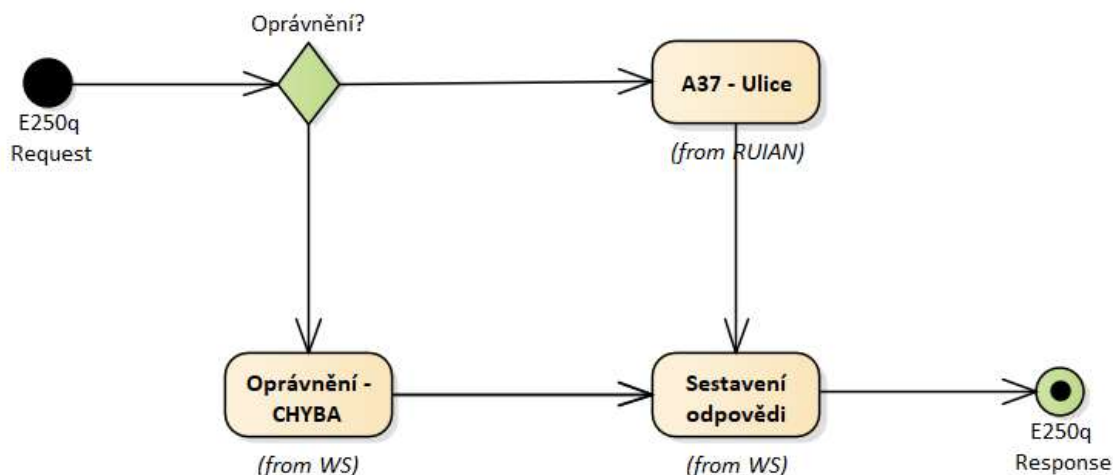 Oprávnění?
E250q
Request
A37 - Ulice
(from RUIAN)
Oprávnění -
CHYBA
(from WS)
Sestavení
odpovědi
(from WS)
E250q
Response